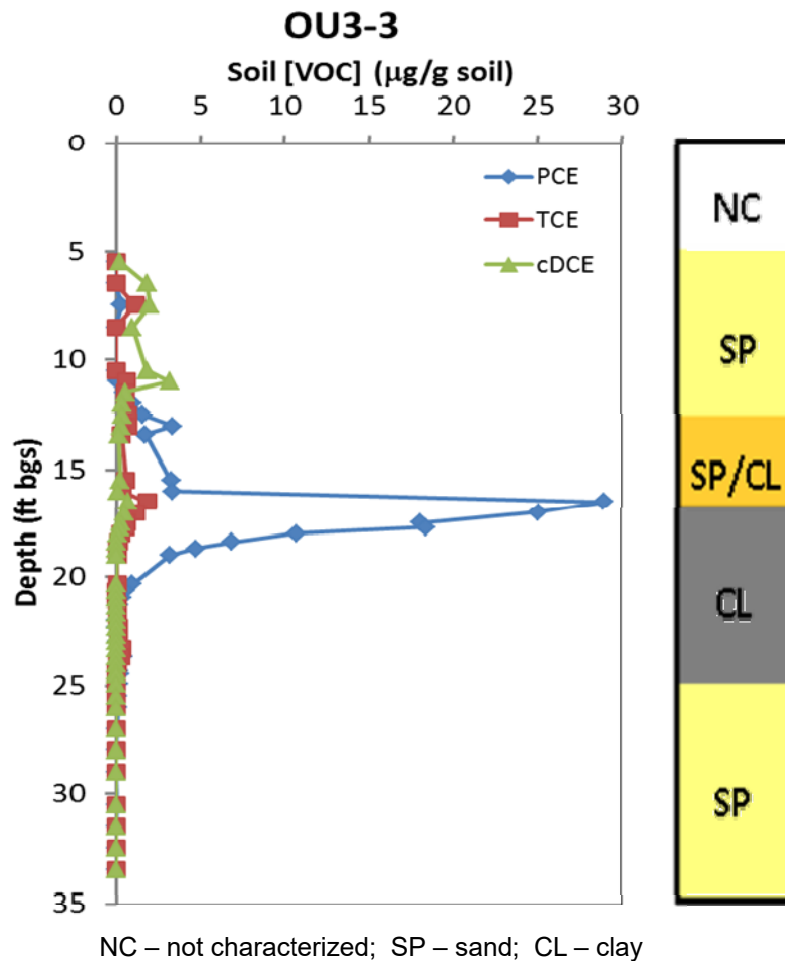 OU3-3
Soil [VOC] (µg/g soil)
0 5 10 15 20 25 30
0
PCE
TCE
cDCE
5
10
15
20
25
30
35
Depth (ft bgs)
NC
SP
SP/CL
CL
SP
NC – not characterized; SP – sand; CL – clay